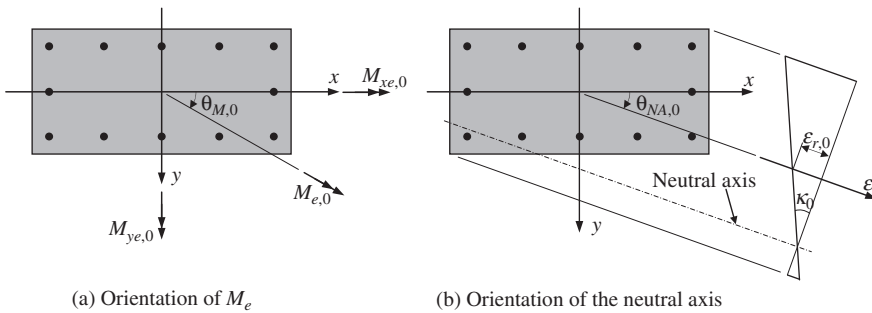 x
M_{xe,0}
θ_{M,0}
y
M_{e,0}
M_{ye,0}
(a) Orientation of M_e
x
θ_{NA,0}
ε_{r,0}
Neutral axis
κ_0
ε
y
(b) Orientation of the neutral axis